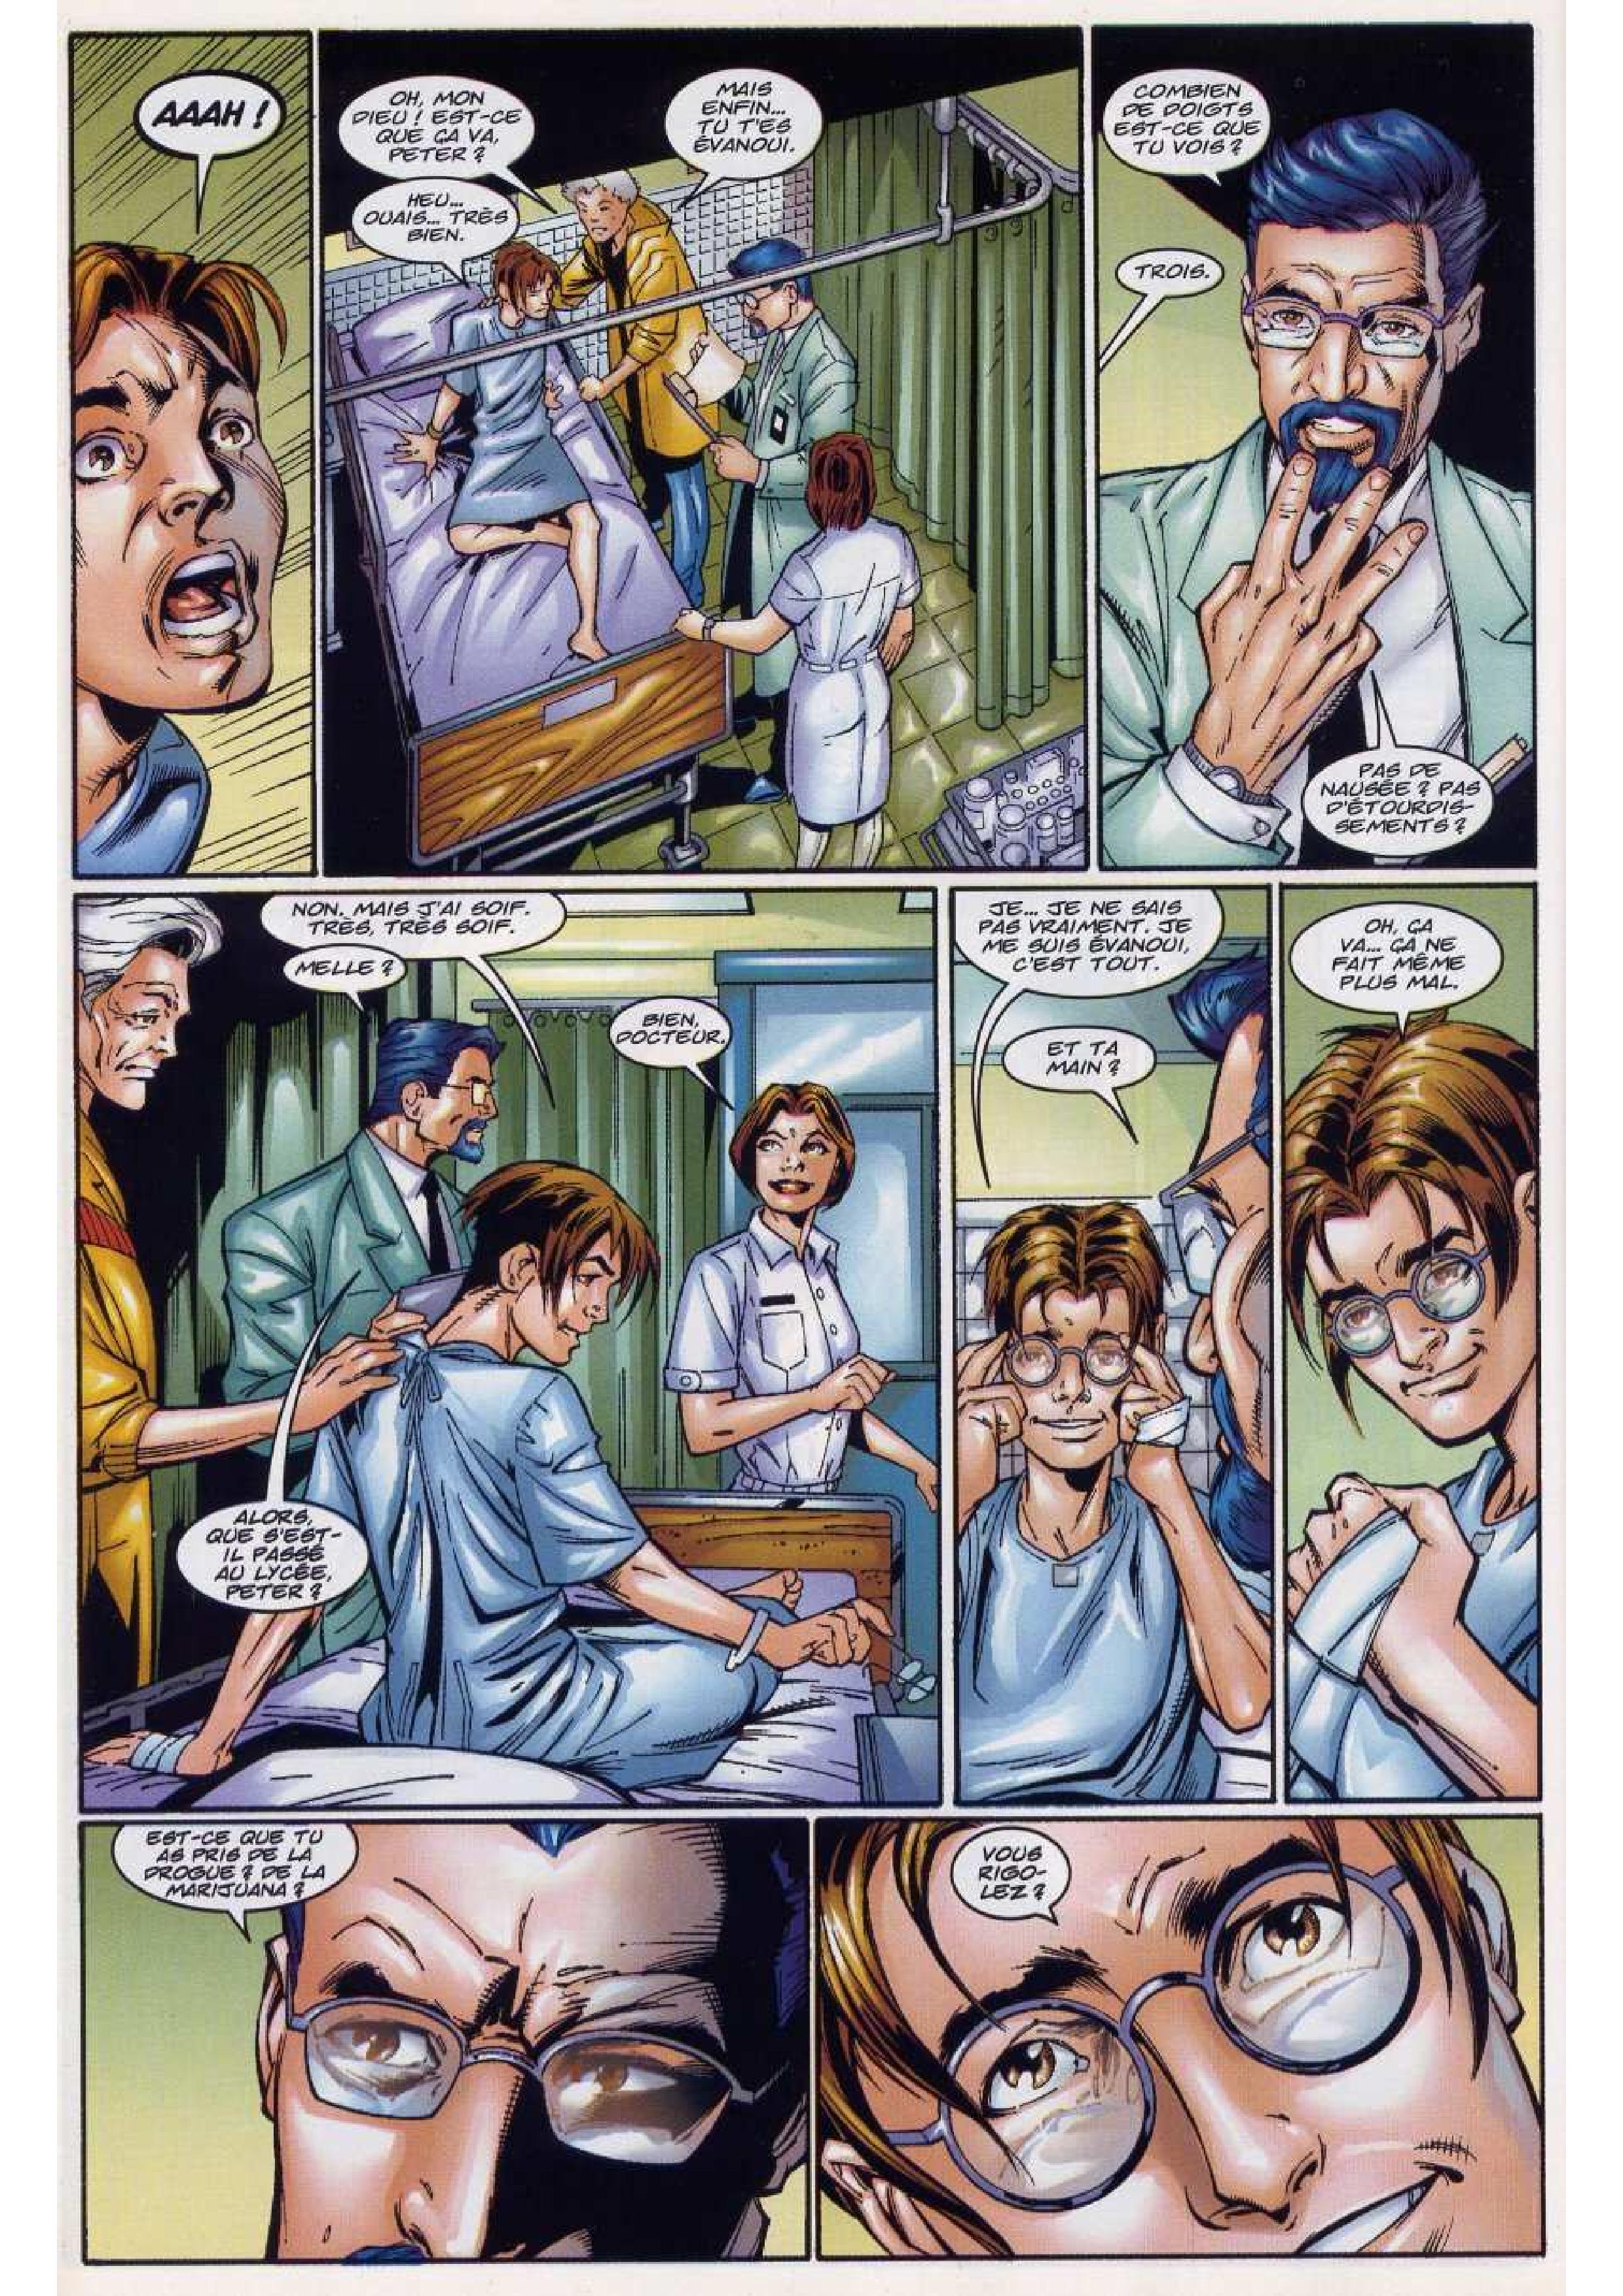 AAAH !
OH, MON
DIEU ! EST-CE
QUE ÇA VA,
PETER ?
MAIS
ENFIN...
TU T'ES
ÉVANOUI.
HEU...
OUAIS... TRÈS
BIEN.
COMBIEN
DE DOIGTS
EST-CE QUE
TU VOIS ?
TROIS.
PAS DE
NAUSÉE ? PAS
D'ÉTOURDIS-
SEMENTS ?
NON. MAIS J'AI SOIF.
TRÈS, TRÈS SOIF.
MELLE ?
BIEN,
DOCTEUR.
ALORS,
QUE S'EST-
IL PASSÉ
AU LYCÉE,
PETER ?
JE... JE NE SAIS
PAS VRAIMENT. JE
ME SUIS ÉVANOUI,
C'EST TOUT.
ET TA
MAIN ?
OH, ÇA
VA... ÇA NE
FAIT MÊME
PLUS MAL.
EST-CE QUE TU
AS PRIS DE LA
DROGUE ? DE LA
MARIJUANA ?
VOUS
RIGO-
LEZ ?